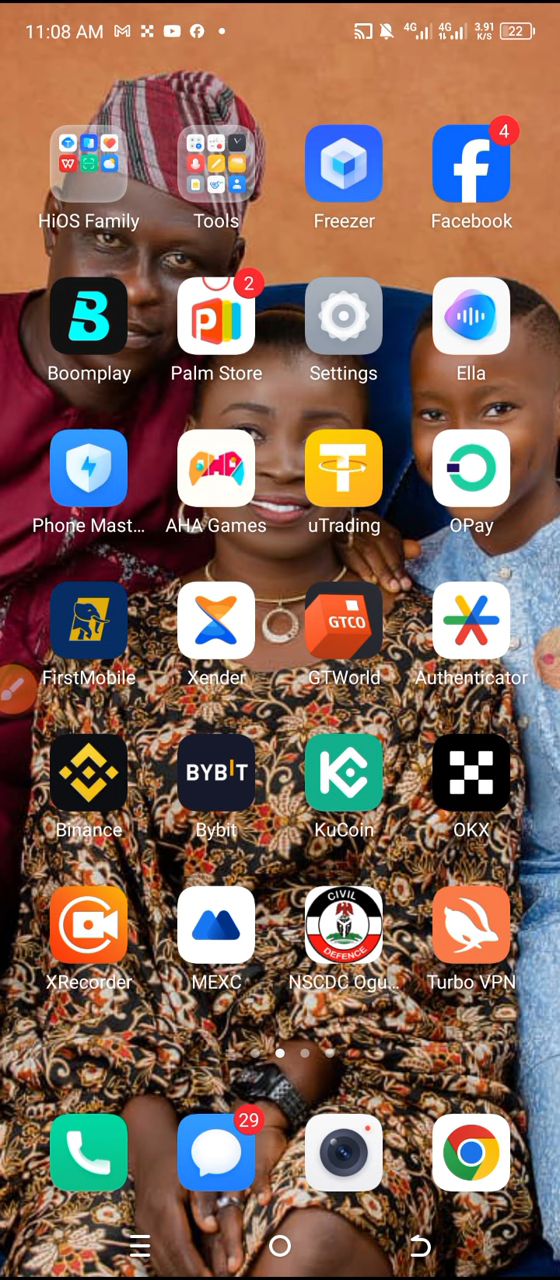 11:08 AM
4G 4G 3.91 K/S 22
HiOS Family Tools Freezer 4 Facebook
Boomplay 2 Palm Store Settings Ella
Phone Mast... AHA Games uTrading OPay
FirstMobile Xender GTCO GTWorld Authenticator
Binance BYBIT Bybit KuCoin OKX
XRecorder MEXC CIVIL DEFENCE NSCDC Ogu... Turbo VPN
29